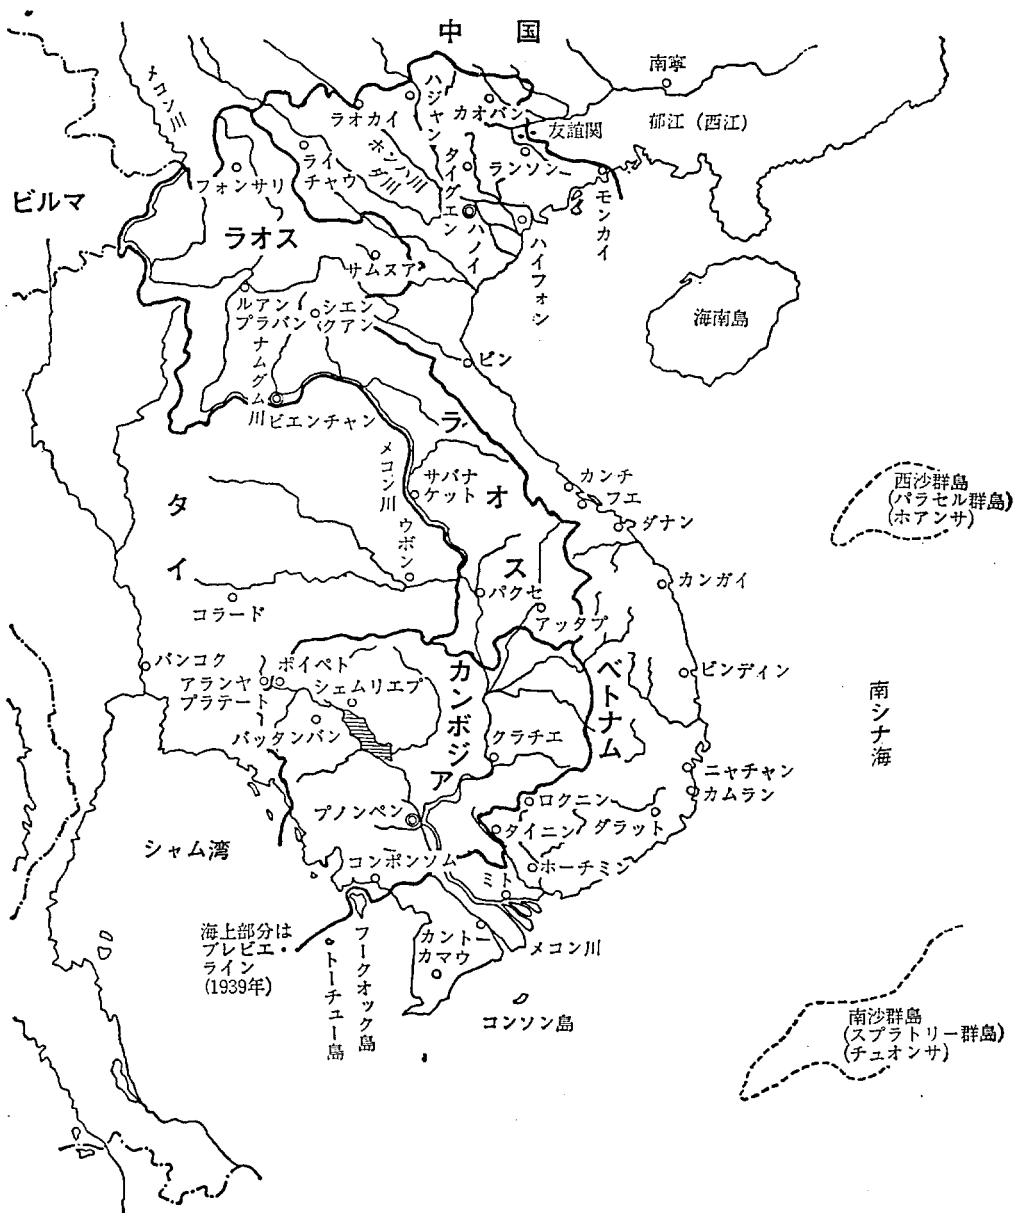 中国
南寧
郁江（西江）
友誼関
メコン川
ハジャン
カオバン
ラオカイ
ホンハ川
ダ川
タイグエン
ランソン
モンカイ
ライ
チャウ
フォンサリ
ビルマ
ラオス
ハノイ
ハイフォン
サムヌア
ルアン
プラバン
シエン
クアン
海南島
ナムグム川
ビエンチャン
ビン
メコン川
ラオス
サバナ
ケット
カンチ
フエ
ダナン
西沙群島
(パラセル群島)
(ホアンサ)
タイ
ウボン
コラード
パクセ
アッタプ
カンガイ
バンコク
アランヤ
プラテート
ポイペト
シェムリエプ
バッタンバン
カンボジア
ベトナム
ビンディン
南シナ海
クラチエ
ニャチャン
カムラン
ロクニン
ダラット
プノンペン
タイニン
ホーチミン
シャム湾
コンポンソム
ミト
海上部分は
ブレビエ・
ライン
(1939年)
フークオック島
トーチュー島
カントー
カマウ
メコン川
コンソン島
南沙群島
(スプラトリー群島)
(チュオンサ)